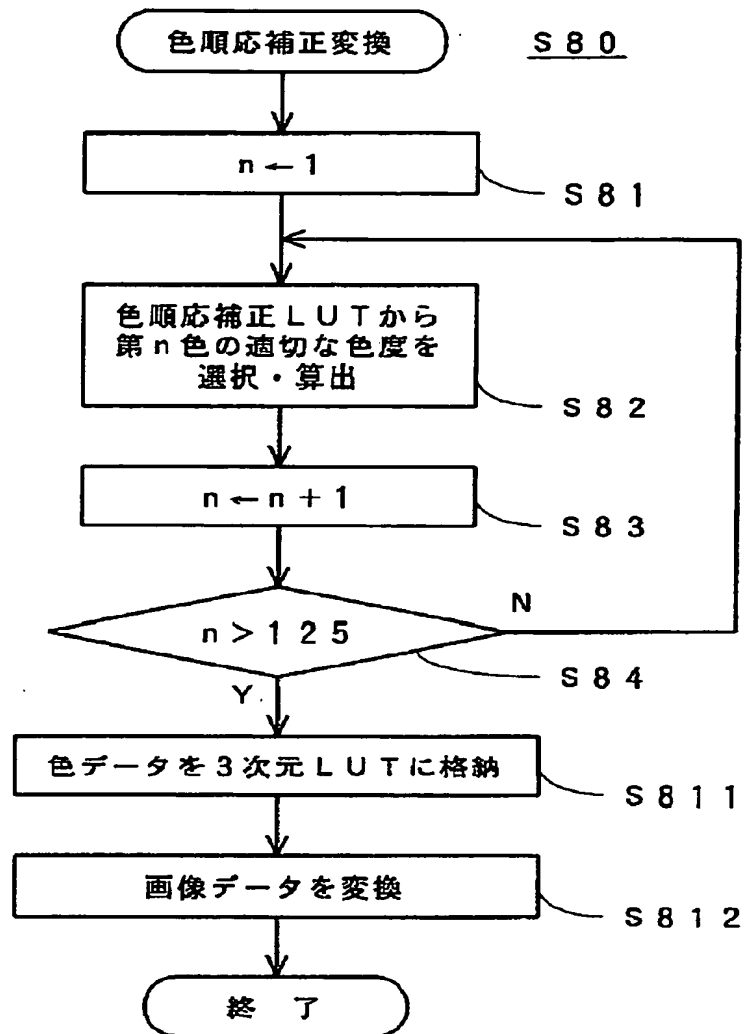 色順応補正変換
S80
n←1
S81
色順応補正LUTから
第n色の適切な色度を
選択・算出
S82
n←n+1
S83
n>125
N
S84
Y
色データを3次元LUTに格納
S811
画像データを変換
S812
終了